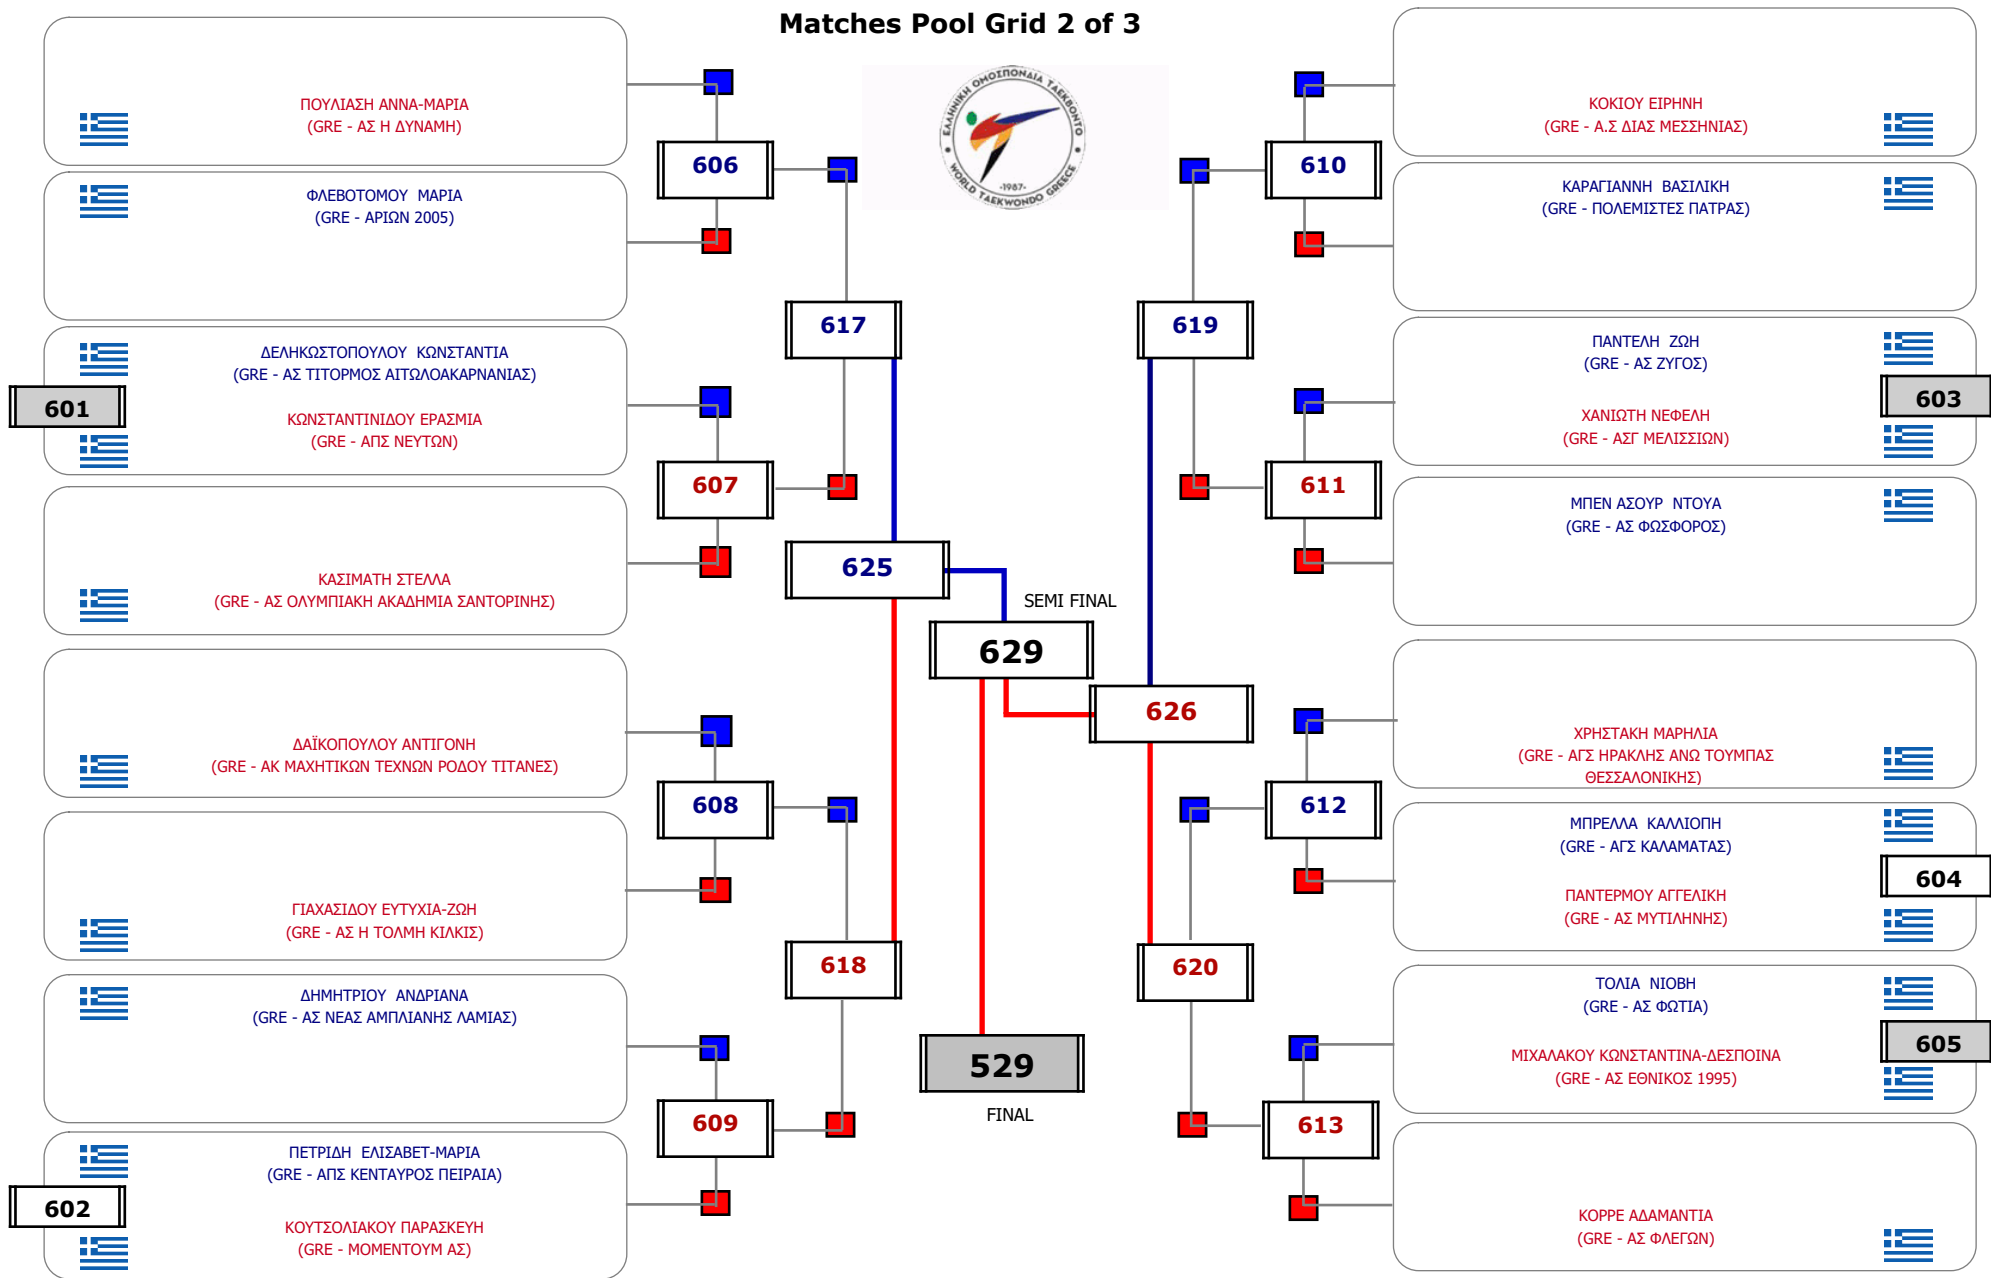 Matches Pool Grid 2 of 3
ΠΟΥΛΙΑΣΗ ΑΝΝΑ-ΜΑΡΙΑ
(GRE - ΑΣ Η ΔΥΝΑΜΗ)
606
ΦΛΕΒΟΤΟΜΟΥ ΜΑΡΙΑ
(GRE - ΑΡΙΩΝ 2005)
617
ΔΕΛΗΚΩΣΤΟΠΟΥΛΟΥ ΚΩΝΣΤΑΝΤΙΑ
(GRE - ΑΣ ΤΙΤΟΡΜΟΣ ΑΙΤΩΛΟΑΚΑΡΝΑΝΙΑΣ)
601
ΚΩΝΣΤΑΝΤΙΝΙΔΟΥ ΕΡΑΣΜΙΑ
(GRE - ΑΠΣ ΝΕΥΤΩΝ)
607
ΚΑΣΙΜΑΤΗ ΣΤΕΛΛΑ
(GRE - ΑΣ ΟΛΥΜΠΙΑΚΗ ΑΚΑΔΗΜΙΑ ΣΑΝΤΟΡΙΝΗΣ)
625
ΔΑΪΚΟΠΟΥΛΟΥ ΑΝΤΙΓΟΝΗ
(GRE - ΑΚ ΜΑΧΗΤΙΚΩΝ ΤΕΧΝΩΝ ΡΟΔΟΥ ΤΙΤΑΝΕΣ)
608
ΓΙΑΧΑΣΙΔΟΥ ΕΥΤΥΧΙΑ-ΖΩΗ
(GRE - ΑΣ Η ΤΟΛΜΗ ΚΙΛΚΙΣ)
618
ΔΗΜΗΤΡΙΟΥ ΑΝΔΡΙΑΝΑ
(GRE - ΑΣ ΝΕΑΣ ΑΜΠΛΙΑΝΗΣ ΛΑΜΙΑΣ)
609
ΠΕΤΡΙΔΗ ΕΛΙΣΑΒΕΤ-ΜΑΡΙΑ
(GRE - ΑΠΣ ΚΕΝΤΑΥΡΟΣ ΠΕΙΡΑΙΑ)
602
ΚΟΥΤΣΟΛΙΑΚΟΥ ΠΑΡΑΣΚΕΥΗ
(GRE - ΜΟΜΕΝΤΟΥΜ ΑΣ)
ΕΛΛΗΝΙΚΗ ΟΜΟΣΠΟΝΔΙΑ ΤΑΕΚΒΟΝΤΟ
-1987-
WORLD TAEKWONDO GREECE
SEMI FINAL
629
529
FINAL
ΚΟΚΙΟΥ ΕΙΡΗΝΗ
(GRE - Α.Σ ΔΙΑΣ ΜΕΣΣΗΝΙΑΣ)
610
ΚΑΡΑΓΙΑΝΝΗ ΒΑΣΙΛΙΚΗ
(GRE - ΠΟΛΕΜΙΣΤΕΣ ΠΑΤΡΑΣ)
619
ΠΑΝΤΕΛΗ ΖΩΗ
(GRE - ΑΣ ΖΥΓΟΣ)
603
ΧΑΝΙΩΤΗ ΝΕΦΕΛΗ
(GRE - ΑΣΓ ΜΕΛΙΣΣΙΩΝ)
611
ΜΠΕΝ ΑΣΟΥΡ ΝΤΟΥΑ
(GRE - ΑΣ ΦΩΣΦΟΡΟΣ)
626
ΧΡΗΣΤΑΚΗ ΜΑΡΗΛΙΑ
(GRE - ΑΓΣ ΗΡΑΚΛΗΣ ΑΝΩ ΤΟΥΜΠΑΣ
ΘΕΣΣΑΛΟΝΙΚΗΣ)
612
ΜΠΡΕΛΛΑ ΚΑΛΛΙΟΠΗ
(GRE - ΑΓΣ ΚΑΛΑΜΑΤΑΣ)
604
ΠΑΝΤΕΡΜΟΥ ΑΓΓΕΛΙΚΗ
(GRE - ΑΣ ΜΥΤΙΛΗΝΗΣ)
620
ΤΟΛΙΑ ΝΙΟΒΗ
(GRE - ΑΣ ΦΩΤΙΑ)
605
ΜΙΧΑΛΑΚΟΥ ΚΩΝΣΤΑΝΤΙΝΑ-ΔΕΣΠΟΙΝΑ
(GRE - ΑΣ ΕΘΝΙΚΟΣ 1995)
613
ΚΟΡΡΕ ΑΔΑΜΑΝΤΙΑ
(GRE - ΑΣ ΦΛΕΓΩΝ)